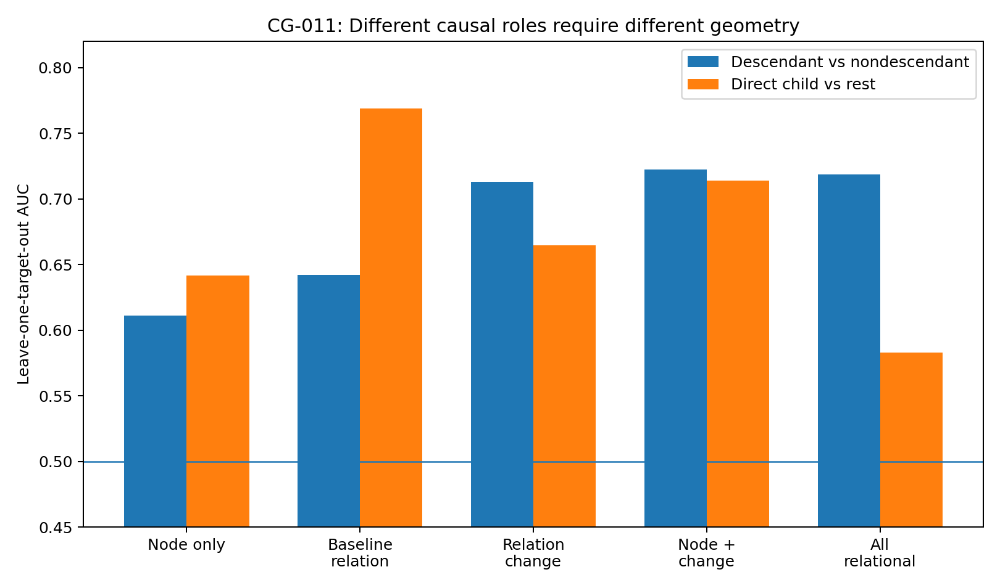 CG-011: Different causal roles require different geometry
Descendant vs nondescendant
Direct child vs rest
Leave-one-target-out AUC
0.80
0.75
0.70
0.65
0.60
0.55
0.50
0.45
Node only
Baseline
relation
Relation
change
Node +
change
All
relational